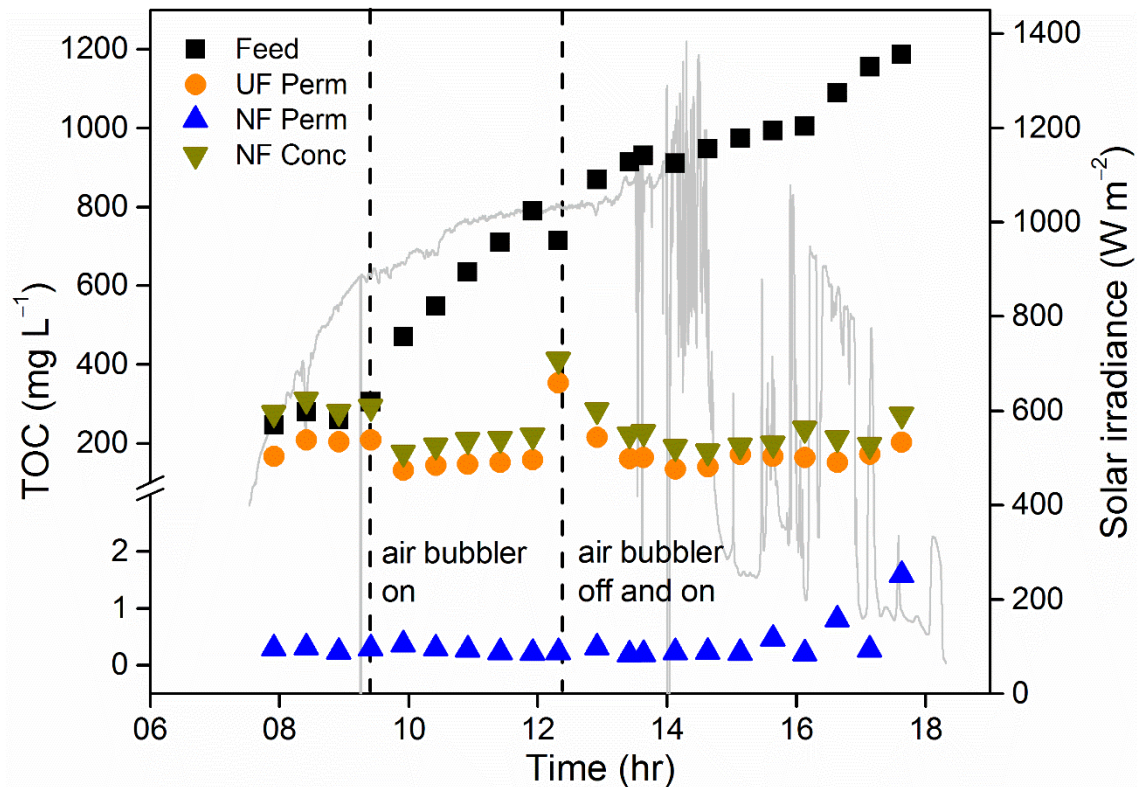 1200
1000
800
600
400
200
2
1
0
TOC (mg L⁻¹)
Feed
UF Perm
NF Perm
NF Conc
air bubbler
on
air bubbler
off and on
1400
1200
1000
800
600
400
200
0
Solar irradiance (W m⁻²)
06 08 10 12 14 16 18
Time (hr)